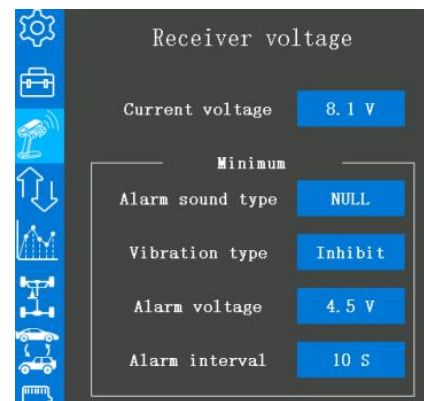 Receiver voltage
Current voltage 8.1 V
Minimum
Alarm sound type NULL
Vibration type Inhibit
Alarm voltage 4.5 V
Alarm interval 10 S